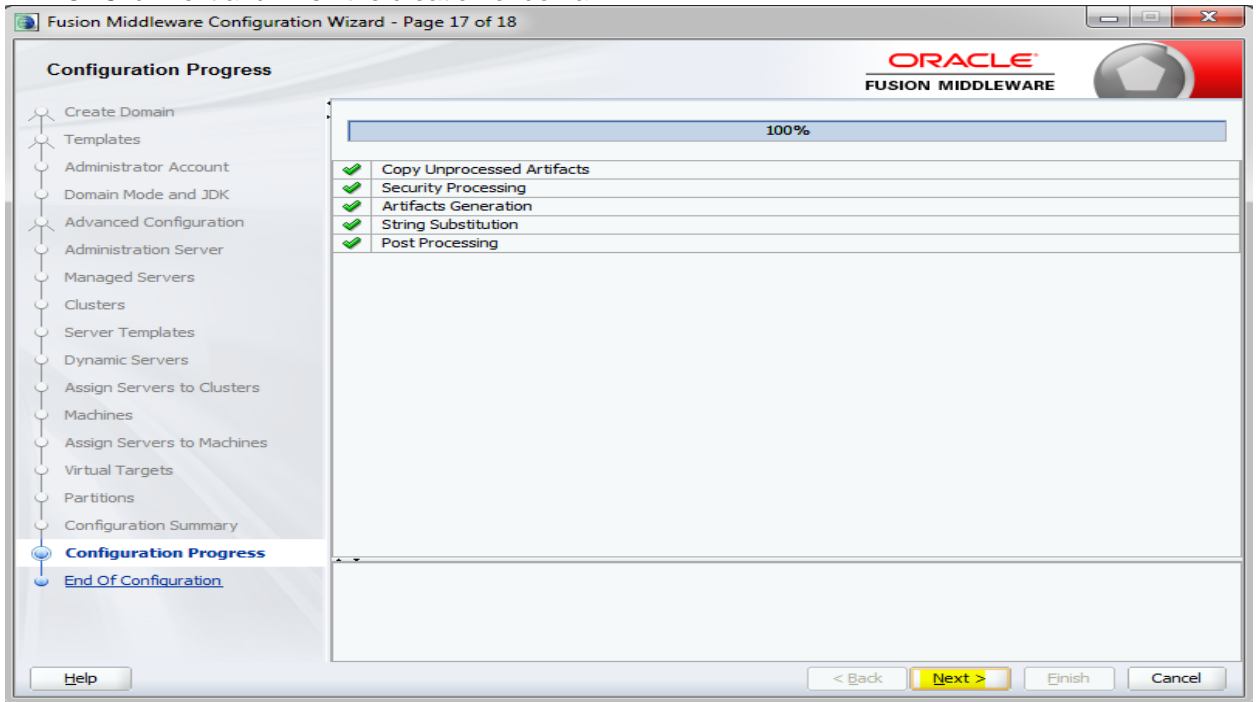 Fusion Middleware Configuration Wizard - Page 17 of 18
Configuration Progress
ORACLE
FUSION MIDDLEWARE
Create Domain
Templates
Administrator Account
Domain Mode and JDK
Advanced Configuration
Administration Server
Managed Servers
Clusters
Server Templates
Dynamic Servers
Assign Servers to Clusters
Machines
Assign Servers to Machines
Virtual Targets
Partitions
Configuration Summary
Configuration Progress
End Of Configuration
100%
Copy Unprocessed Artifacts
Security Processing
Artifacts Generation
String Substitution
Post Processing
Help
< Back
Next >
Finish
Cancel